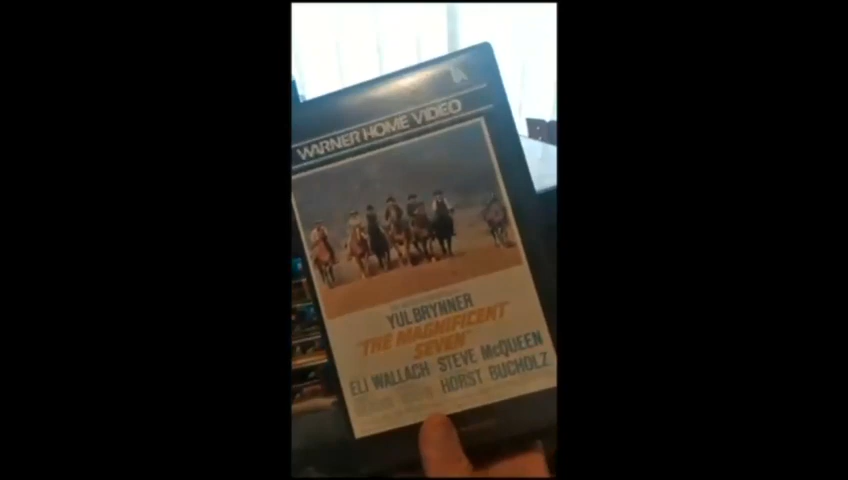 WARNER HOME VIDEO
YUL BRYNNER
"THE MAGNIFICENT
SEVEN"
ELI WALLACH STEVE McQUEEN
HORST BUCHOLZ